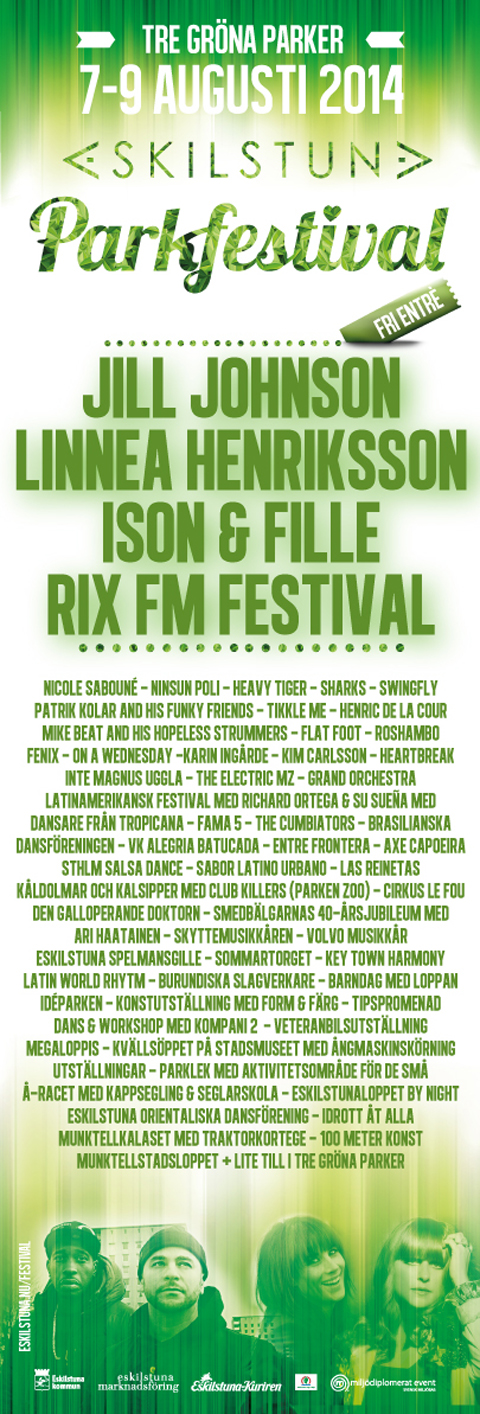 TRE GRÖNA PARKER
7-9 AUGUSTI 2014
ESKILSTUNA
Parkfestival
FRI ENTRÉ
JILL JOHNSON
LINNEA HENRIKSSON
ISON & FILLE
RIX FM FESTIVAL
NICOLE SABOUNÉ - NINSUN POLI - HEAVY TIGER - SHARKS - SWINGFLY
PATRIK KOLAR AND HIS FUNKY FRIENDS - TIKKLE ME - HENRIC DE LA COUR
MIKE BEAT AND HIS HOPELESS STRUMMERS - FLAT FOOT - ROSHAMBO
FENIX - ON A WEDNESDAY -KARIN INGÅRDE - KIM CARLSSON - HEARTBREAK
INTE MAGNUS UGGLA - THE ELECTRIC MZ - GRAND ORCHESTRA
LATINAMERIKANSK FESTIVAL MED RICHARD ORTEGA & SU SUEÑA MED
DANSARE FRÅN TROPICANA - FAMA 5 - THE CUMBIATORS - BRASILIANSKA
DANSFÖRENINGEN - VK ALEGRIA BATUCADA - ENTRE FRONTERA - AXE CAPOEIRA
STHLM SALSA DANCE - SABOR LATINO URBANO - LAS REINETAS
KÅLDOLMAR OCH KALSIPPER MED CLUB KILLERS (PARKEN ZOO) - CIRKUS LE FOU
DEN GALLOPERANDE DOKTORN - SMEDBÄLGARNAS 40-ÅRSJUBILEUM MED
ARI HAATAINEN - SKYTTEMUSIKKÅREN - VOLVO MUSIKKÅR
ESKILSTUNA SPELMANSGILLE - SOMMARTORGET - KEY TOWN HARMONY
LATIN WORLD RHYTM - BURUNDISKA SLAGVERKARE - BARNDAG MED LOPPAN
IDÉPARKEN - KONSTUTSTÄLLNING MED FORM & FÄRG - TIPSPROMENAD
DANS & WORKSHOP MED KOMPANI 2 - VETERANBILSUTSTÄLLNING
MEGALOPPIS - KVÄLLSÖPPET PÅ STADSMUSEET MED ÅNGMASKINSKÖRNING
UTSTÄLLNINGAR - PARKLEK MED AKTIVITETSOMRÅDE FÖR DE SMÅ
Å-RACET MED KAPPSEGLING & SEGLARSKOLA - ESKILSTUNALOPPET BY NIGHT
ESKILSTUNA ORIENTALISKA DANSFÖRENING - IDROTT ÅT ALLA
MUNKTELLKALASET MED TRAKTORKORTEGE - 100 METER KONST
MUNKTELLSTADSLOPPET + LITE TILL I TRE GRÖNA PARKER
ESKILSTUNA.NU/FESTIVAL
Eskilstuna
kommun
eskilstuna
marknadsföring
Eskilstuna-Kuriren
miljödiplomerat event